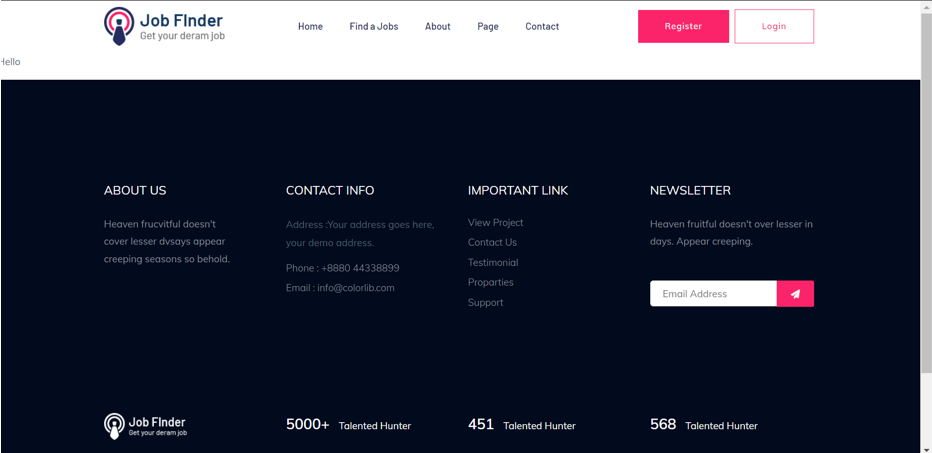 Job FInder
Get your deram job
Home Find a Jobs About Page Contact
Register Login
Hello
ABOUT US
Heaven frucvitful doesn't
cover lesser dvsays appear
creeping seasons so behold.
CONTACT INFO
Address :Your address goes here,
your demo address.
Phone : +8880 44338899
Email : info@colorlib.com
IMPORTANT LINK
View Project
Contact Us
Testimonial
Proparties
Support
NEWSLETTER
Heaven fruitful doesn't over lesser in
days. Appear creeping.
Email Address
Job FInder
Get your deram job
5000+ Talented Hunter
451 Talented Hunter
568 Talented Hunter